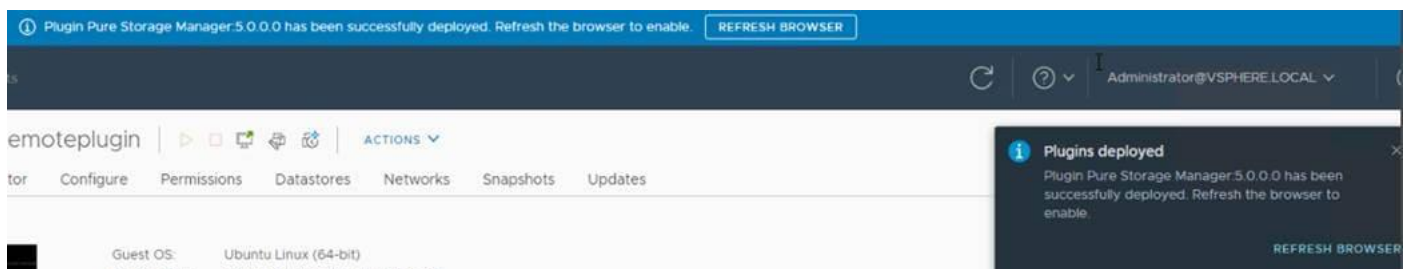 Plugin Pure Storage Manager:5.0.0.0 has been successfully deployed. Refresh the browser to enable. REFRESH BROWSER
ts Administrator@VSPHERE.LOCAL
emoteplugin ACTIONS
tor Configure Permissions Datastores Networks Snapshots Updates
Plugins deployed
Plugin Pure Storage Manager:5.0.0.0 has been
successfully deployed. Refresh the browser to
enable.
REFRESH BROWSER
Guest OS: Ubuntu Linux (64-bit)